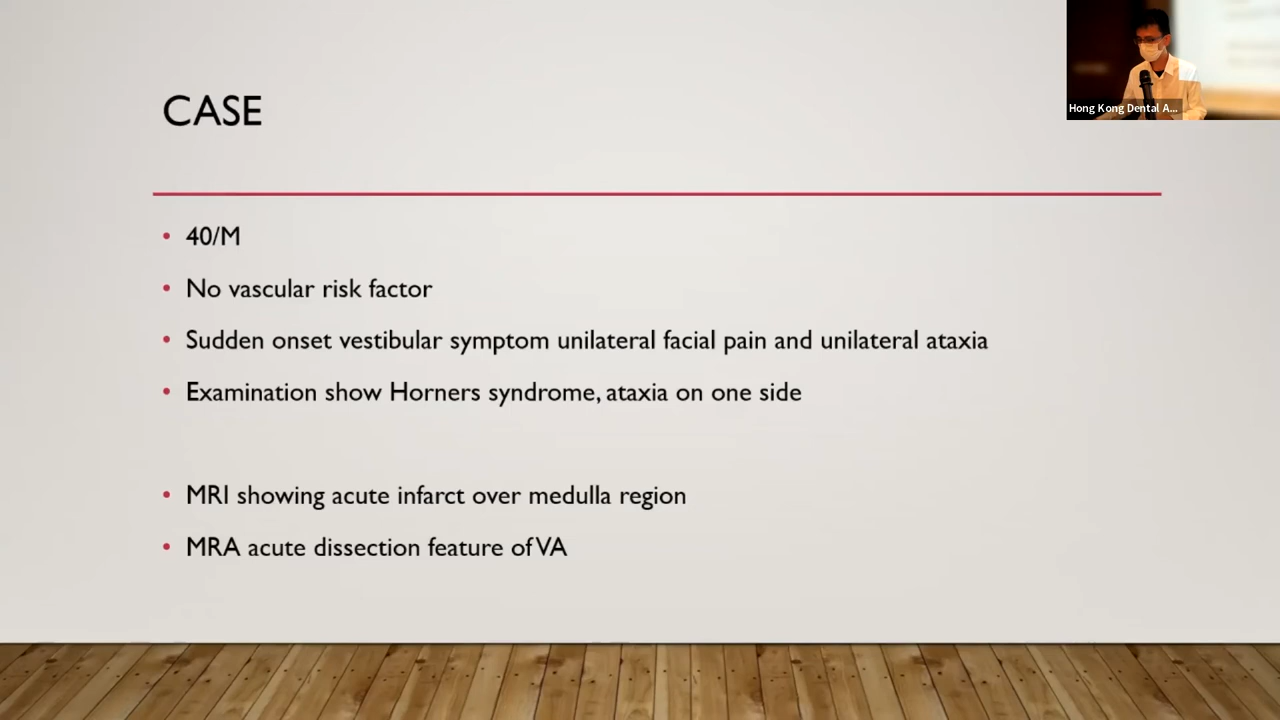 CASE
Hong Kong Dental A...
• 40/M
• No vascular risk factor
• Sudden onset vestibular symptom unilateral facial pain and unilateral ataxia
• Examination show Horners syndrome, ataxia on one side
• MRI showing acute infarct over medulla region
• MRA acute dissection feature of VA